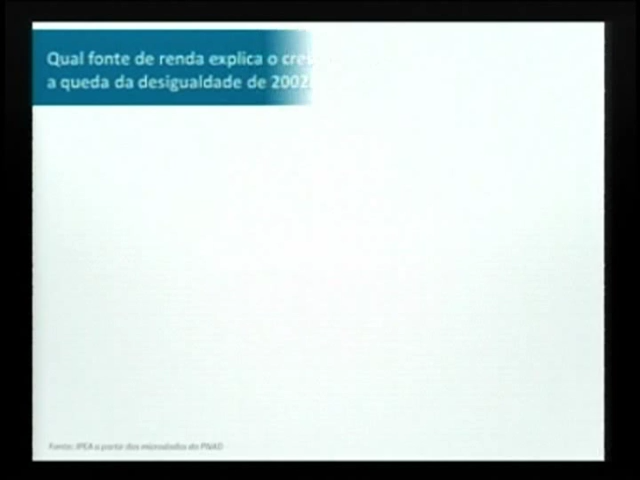 Qual fonte de renda explica o cres
a queda da desigualdade de 2002
Fonte: IPEA a partir dos microdados da PNAD